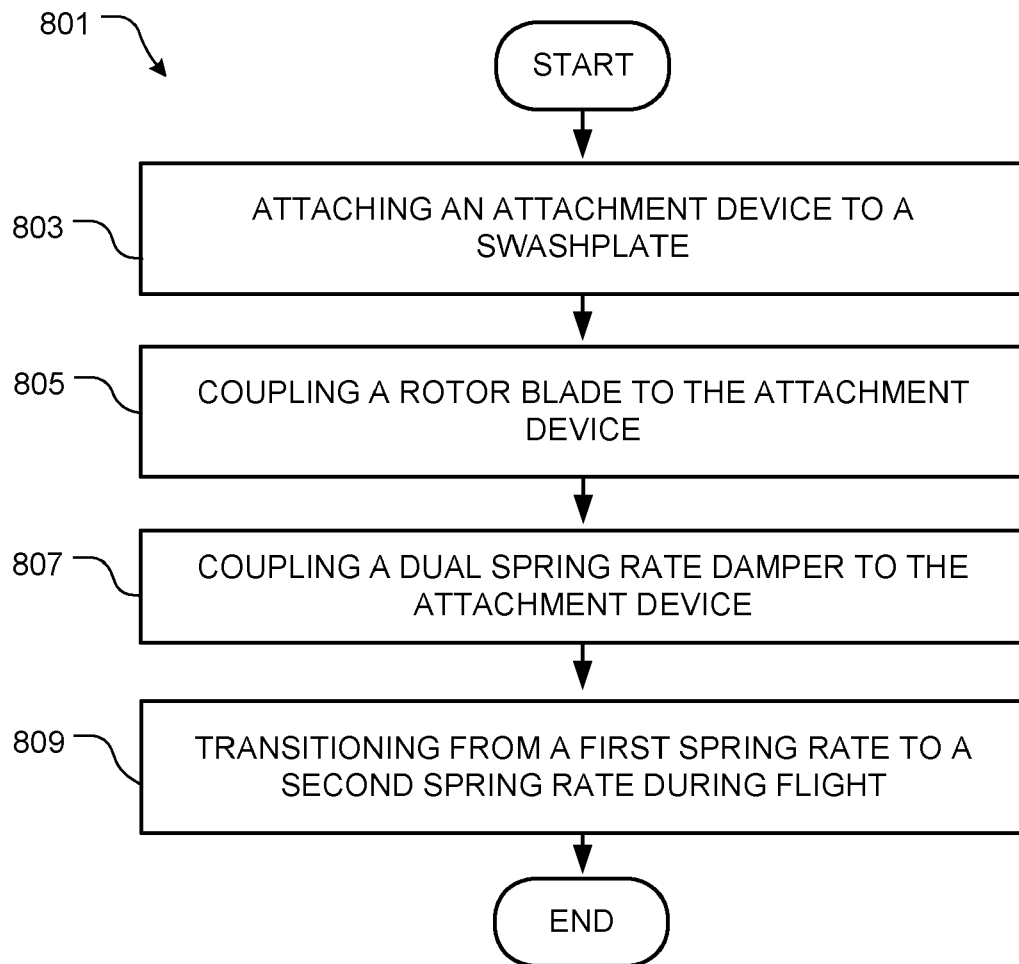 801
START
803
ATTACHING AN ATTACHMENT DEVICE TO A
SWASHPLATE
805
COUPLING A ROTOR BLADE TO THE ATTACHMENT
DEVICE
807
COUPLING A DUAL SPRING RATE DAMPER TO THE
ATTACHMENT DEVICE
809
TRANSITIONING FROM A FIRST SPRING RATE TO A
SECOND SPRING RATE DURING FLIGHT
END